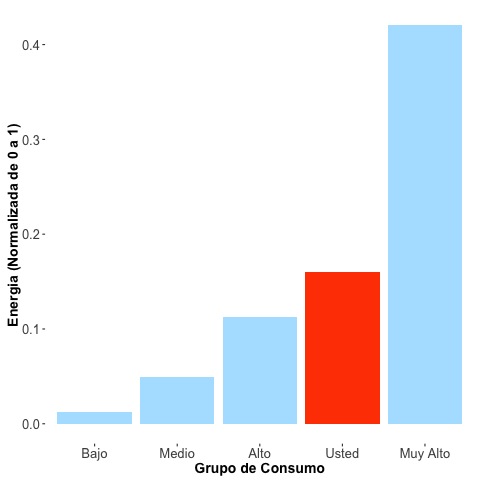 0.4
0.3
0.2
0.1
0.0
Energia (Normalizada de 0 a 1)
Bajo Medio Alto Usted Muy Alto
Grupo de Consumo